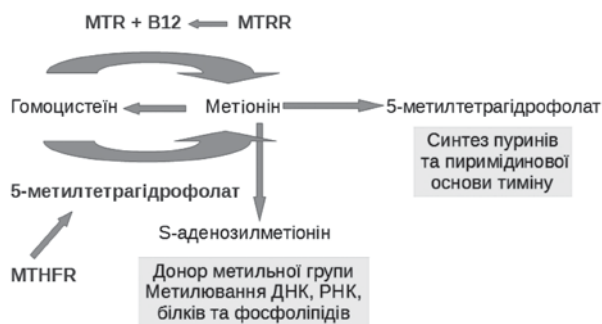 MTR + B12 MTRR
Гомоцистеїн Метіонін 5-метилтетрагідрофолат
Синтез пуринів
та пиримідинової
основи тиміну
5-метилтетрагідрофолат
S-аденозилметіонін
MTHFR
Донор метильної групи
Метилювання ДНК, РНК,
білків та фосфоліпідів